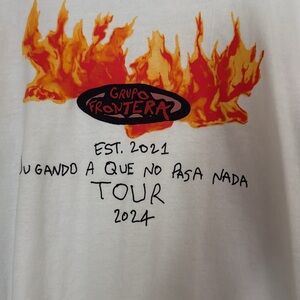 GRUPO
FRONTERA
EST. 2021
JUGANDO A QUE NO PASA NADA
TOUR
2024